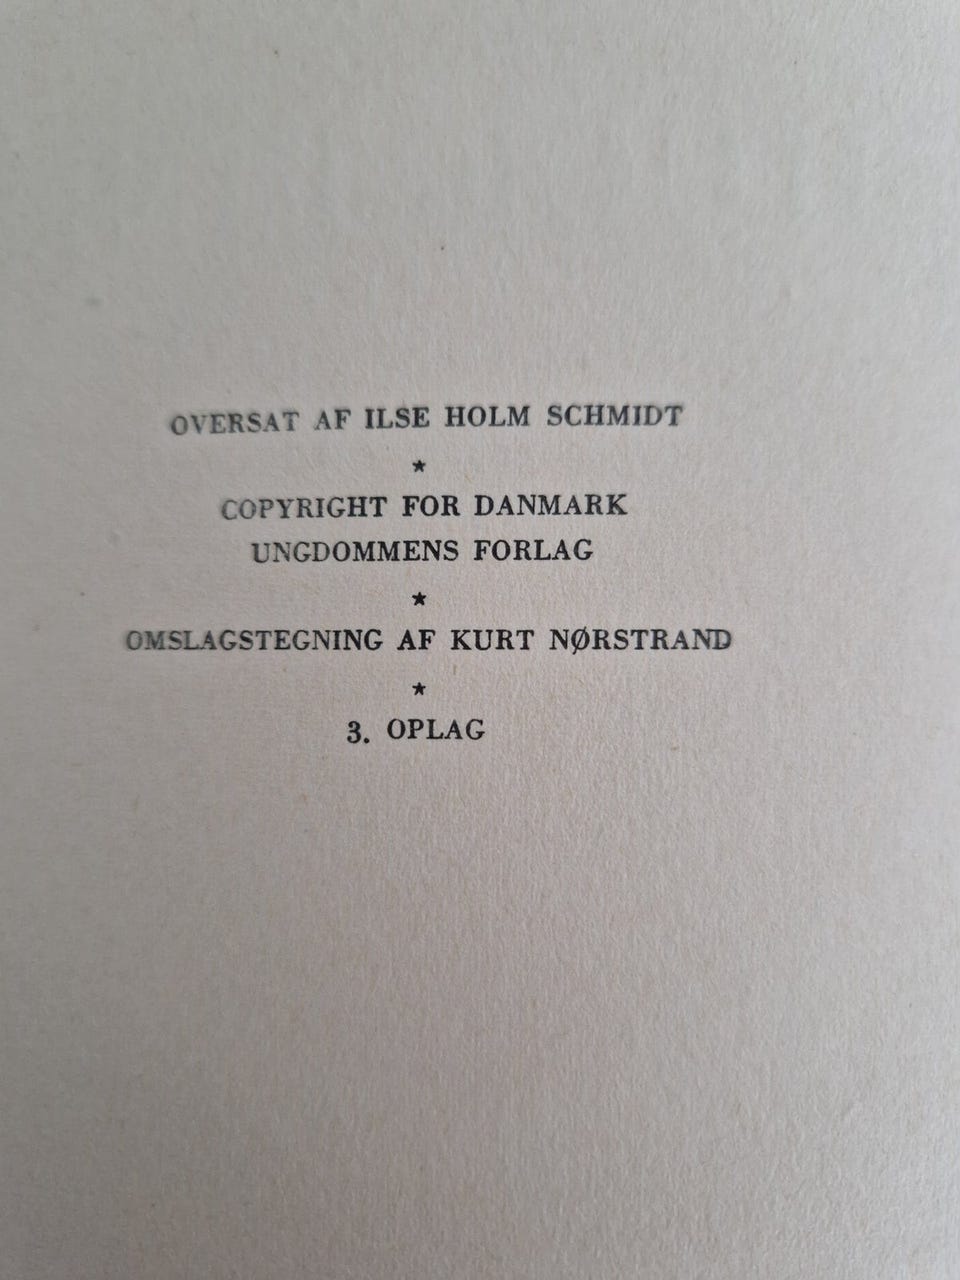 OVERSAT AF ILSE HOLM SCHMIDT
★
COPYRIGHT FOR DANMARK
UNGDOMMENS FORLAG
★
OMSLAGSTEGNING AF KURT NØRSTRAND
★
3. OPLAG